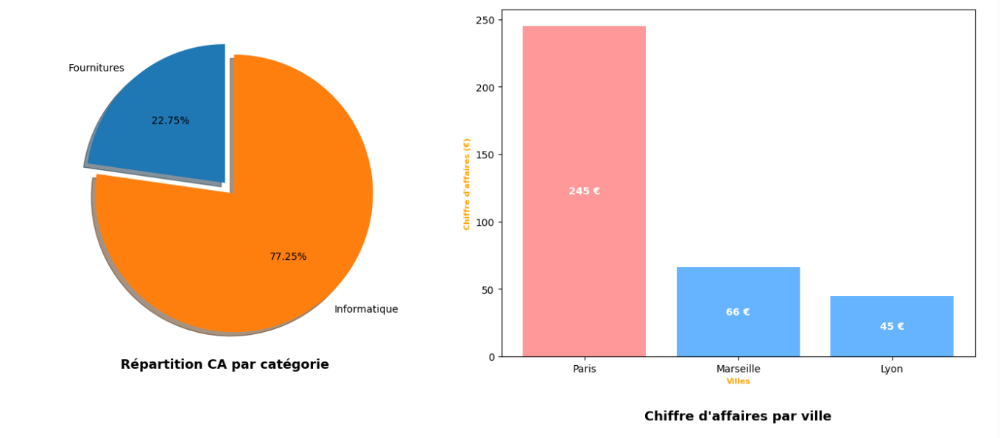 Fournitures
22.75%
77.25%
Informatique
Répartition CA par catégorie
250
200
150
100
50
0
Chiffre d'affaires (€)
245 €
66 €
45 €
Paris
Marseille
Lyon
Villes
Chiffre d'affaires par ville